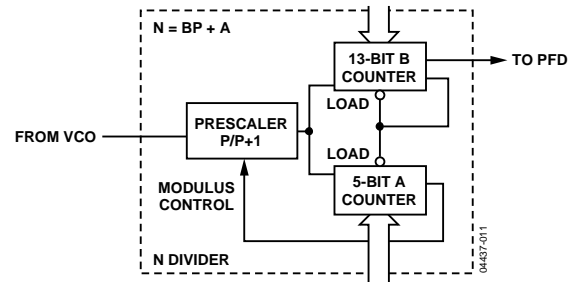 N = BP + A
13-BIT B
COUNTER
TO PFD
LOAD
PRESCALER
P/P+1
FROM VCO
LOAD
MODULUS
CONTROL
5-BIT A
COUNTER
N DIVIDER
04437-011